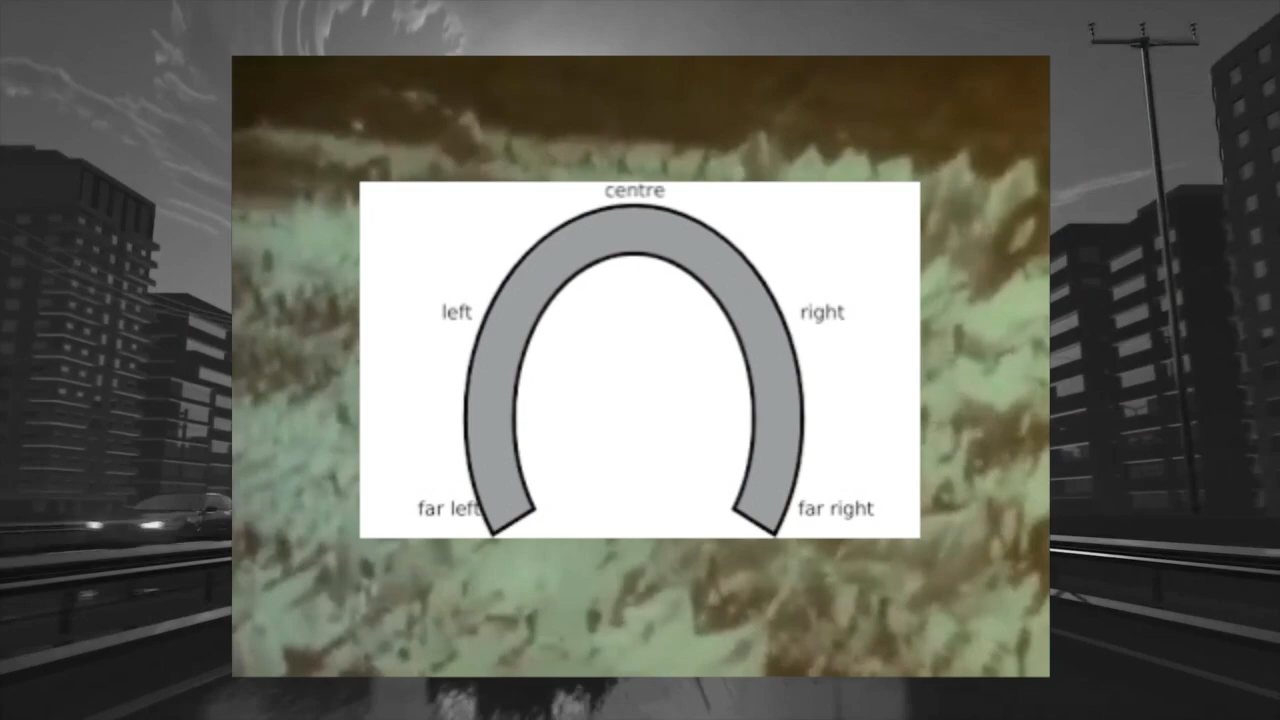 centre
left
right
far left
far right